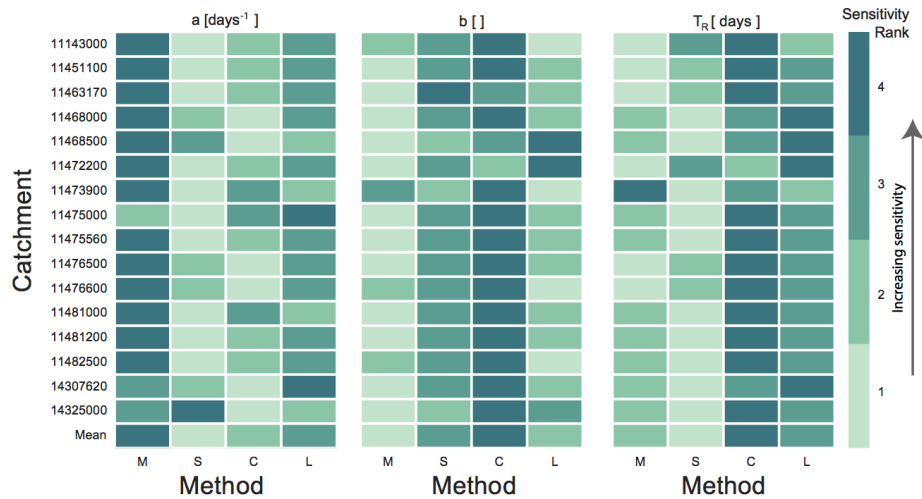 a [days⁻¹]
b [ ]
T_R [ days ]
Sensitivity
Rank
Catchment
11143000
11451100
11463170
11468000
11468500
11472200
11473900
11475000
11475560
11476500
11476600
11481000
11481200
11482500
14307620
14325000
Mean
M S C L
M S C L
M S C L
Method
Method
Method
4
3
2
1
Increasing sensitivity